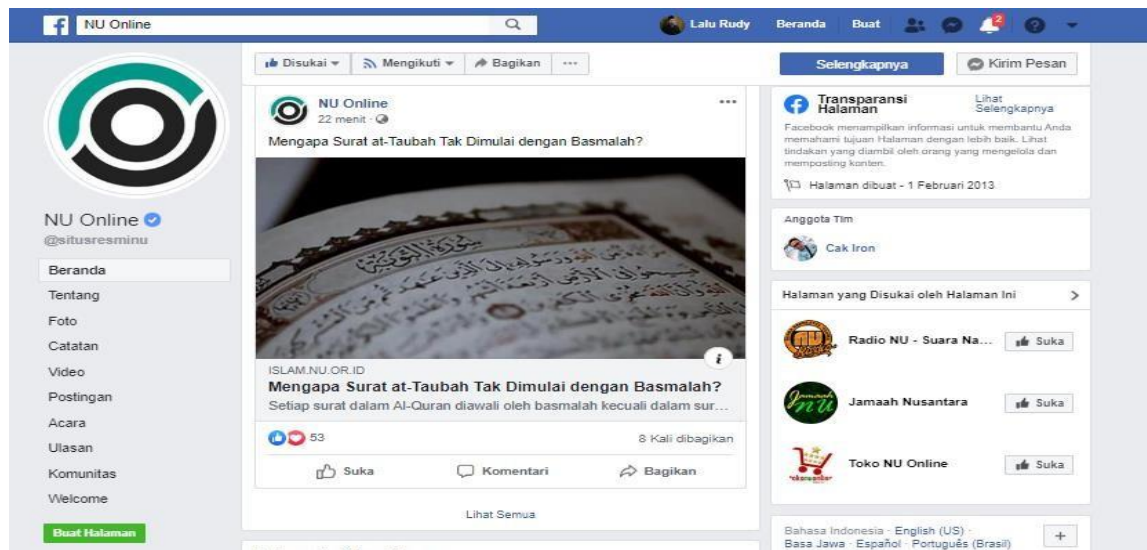 NU Online
Lalu Rudy Beranda Buat 2
NU Online
@situsresminu
Beranda
Tentang
Foto
Catatan
Video
Postingan
Acara
Ulasan
Komunitas
Welcome
Buat Halaman
Disukai Mengikuti Bagikan ...
NU Online
22 menit
Mengapa Surat at-Taubah Tak Dimulai dengan Basmalah?
ISLAM.NU.OR.ID
Mengapa Surat at-Taubah Tak Dimulai dengan Basmalah?
Setiap surat dalam Al-Quran diawali oleh basmalah kecuali dalam sur...
53
8 Kali dibagikan
Suka Komentari Bagikan
Lihat Semua
Selengkapnya Kirim Pesan
Transparansi Halaman
Lihat Selengkapnya
Facebook menampilkan informasi untuk membantu Anda
memahami tujuan Halaman dengan lebih baik. Lihat
tindakan yang diambil oleh orang yang mengelola dan
memposting konten.
Halaman dibuat - 1 Februari 2013
Anggota Tim
Cak Iron
Halaman yang Disukai oleh Halaman Ini
Radio NU - Suara Na... Suka
Jamaah Nusantara Suka
Toko NU Online Suka
Bahasa Indonesia · English (US) ·
Basa Jawa · Español · Português (Brasil)